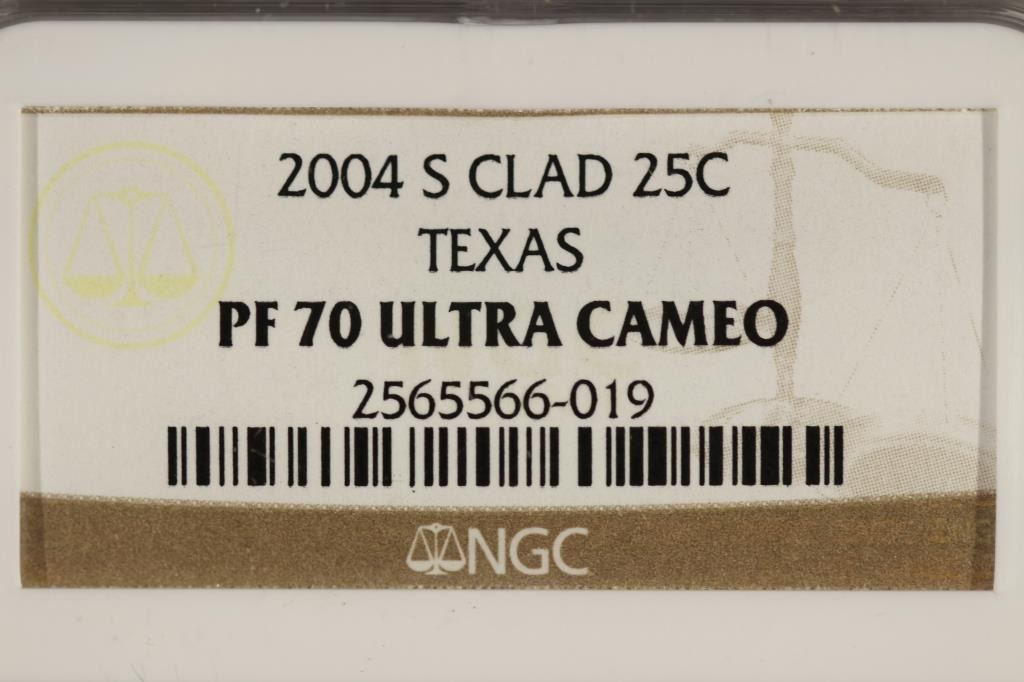 2004 S CLAD 25C
TEXAS
PF 70 ULTRA CAMEO
2565566-019
NGC